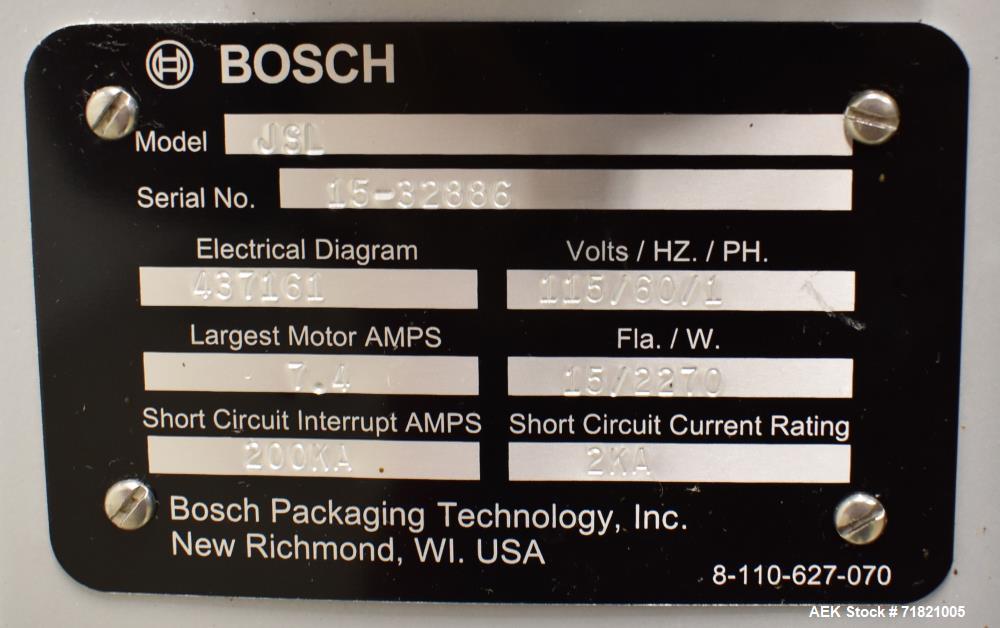 BOSCH
Model JSL
Serial No. 15-32886
Electrical Diagram Volts / HZ. / PH.
437161 115/60/1
Largest Motor AMPS Fla. / W.
7.4 15/2270
Short Circuit Interrupt AMPS Short Circuit Current Rating
200KA 2KA
Bosch Packaging Technology, Inc.
New Richmond, WI. USA
8-110-627-070
AEK Stock # 71821005